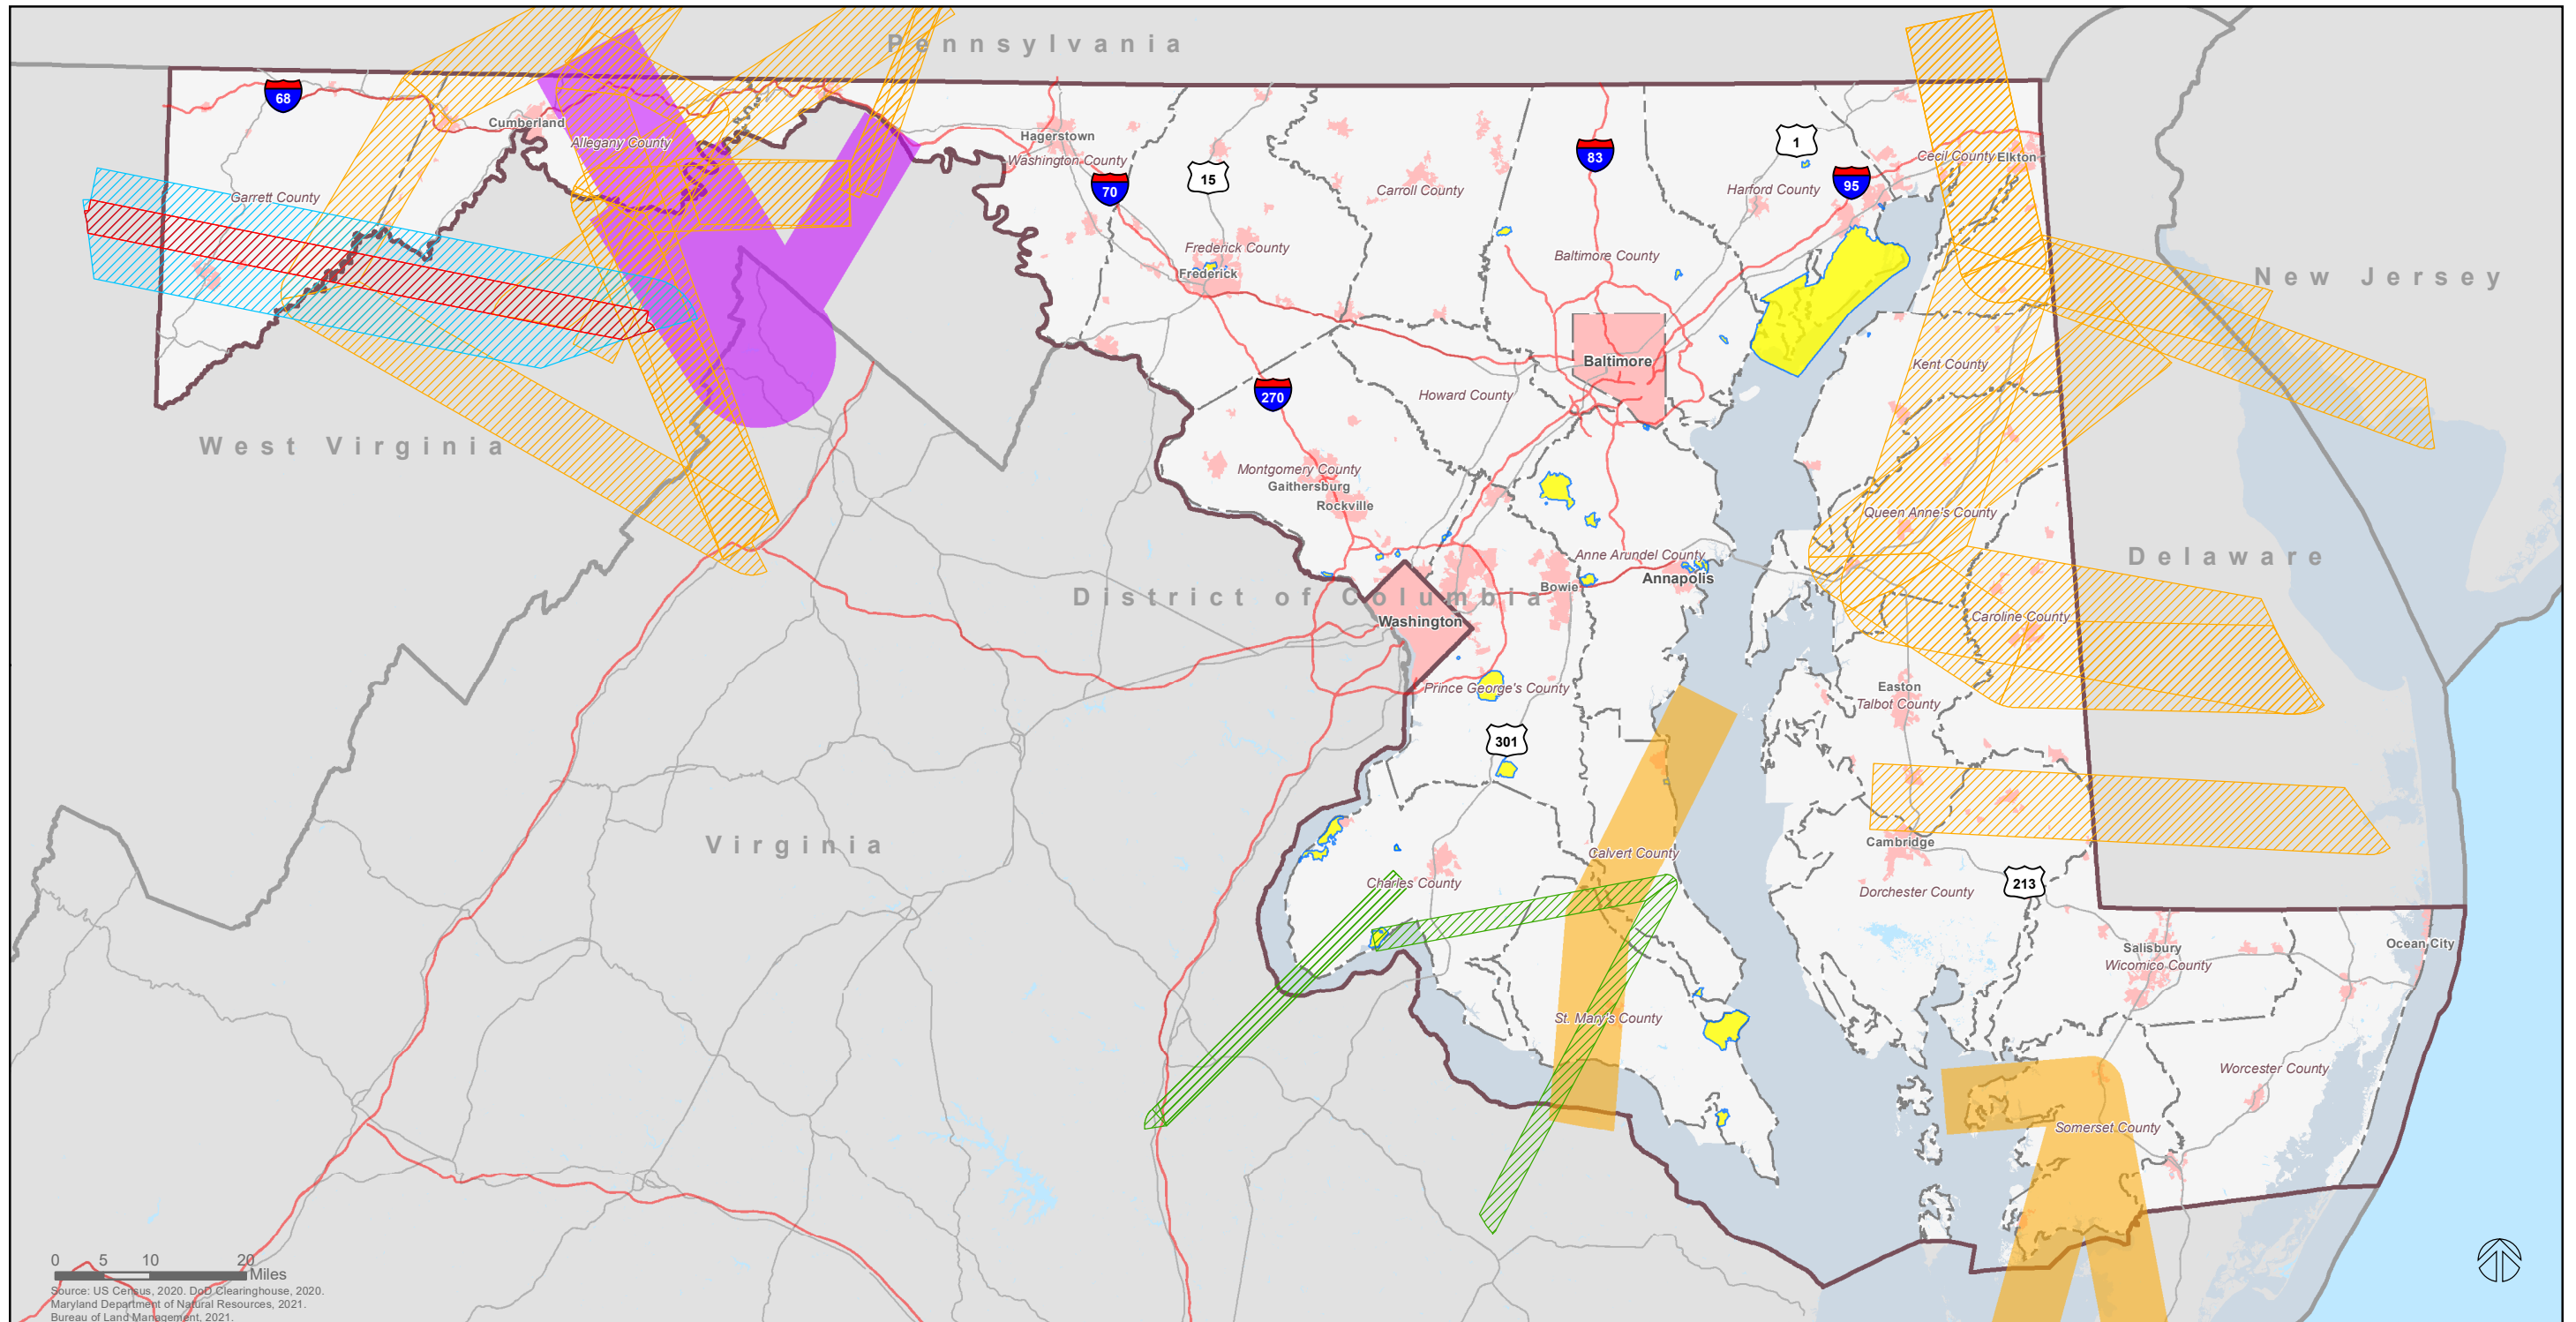 Pennsylvania
68
Cumberland
Allegany County
Garrett County
Hagerstown
Washington County
70
15
Carroll County
83
1
Harford County
95
Cecil County
Elkton
Frederick County
Frederick
Baltimore County
New Jersey
Baltimore
Kent County
270
Howard County
West Virginia
Montgomery County
Gaithersburg
Rockville
Queen Anne's County
Anne Arundel County
Annapolis
Delaware
District of Columbia
Bowie
Washington
Caroline County
Prince George's County
Easton
Talbot County
301
Virginia
Cambridge
Calvert County
Charles County
213
Dorchester County
Salisbury
Ocean City
Wicomico County
St. Mary's County
Worcester County
Somerset County
0 5 10 20
Miles
Source: US Census, 2020. DoD Clearinghouse, 2020.
Maryland Department of Natural Resources, 2021.
Bureau of Land Management, 2021.